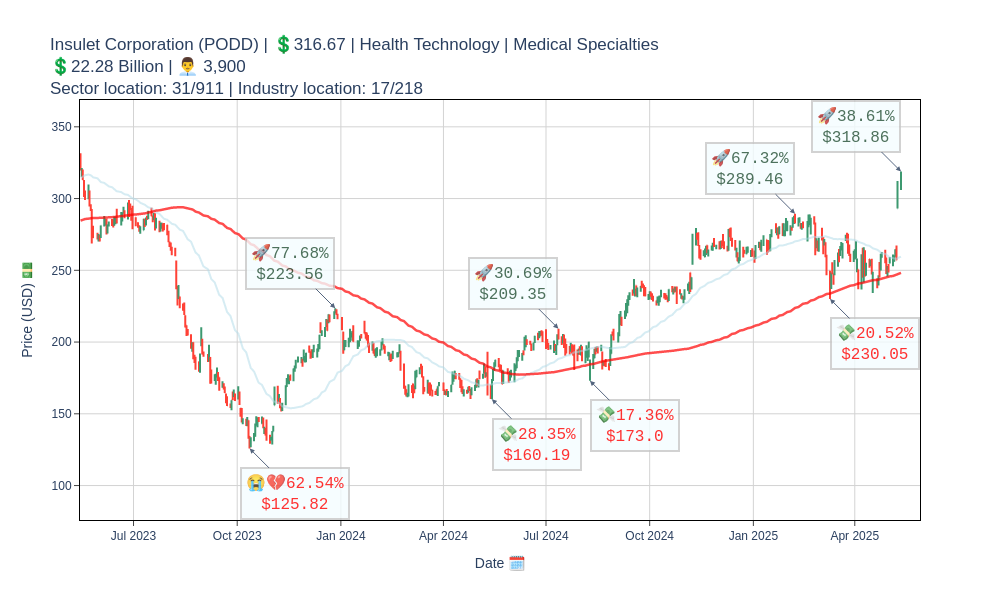 Insulet Corporation (PODD) | 💲316.67 | Health Technology | Medical Specialties
💲22.28 Billion | 👨‍💼 3,900
Sector location: 31/911 | Industry location: 17/218
350
300
250
200
150
100
Price (USD) 💵
🚀38.61%
$318.86
🚀67.32%
$289.46
🚀77.68%
$223.56
🚀30.69%
$209.35
💸20.52%
$230.05
💸17.36%
$173.0
💸28.35%
$160.19
😭💔62.54%
$125.82
Jul 2023
Oct 2023
Jan 2024
Apr 2024
Jul 2024
Oct 2024
Jan 2025
Apr 2025
Date 🗓️